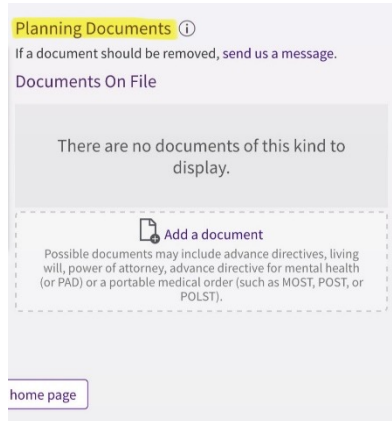 Planning Documents
If a document should be removed, send us a message.
Documents On File
There are no documents of this kind to
display.
Add a document
Possible documents may include advance directives, living
will, power of attorney, advance directive for mental health
(or PAD) or a portable medical order (such as MOST, POST, or
POLST).
home page